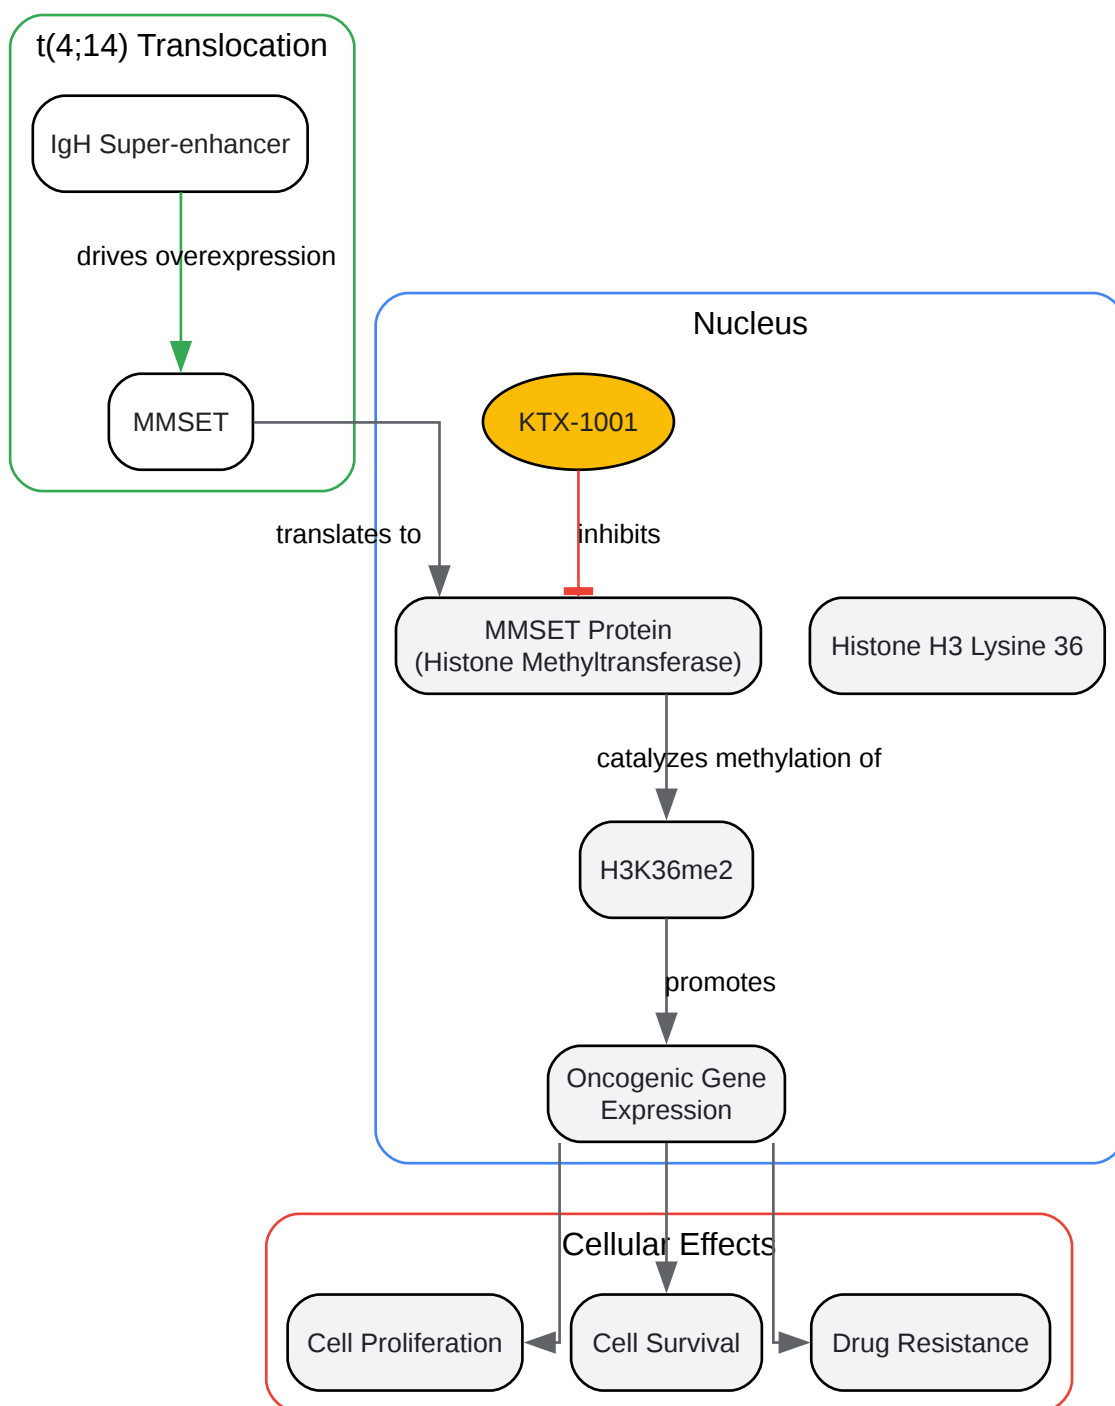 t(4;14) Translocation
IgH Super-enhancer
drives overexpression
Nucleus
MMSET
KTX-1001
translates to
inhibits
MMSET Protein
(Histone Methyltransferase)
Histone H3 Lysine 36
catalyzes methylation of
H3K36me2
promotes
Oncogenic Gene
Expression
Cellular Effects
Cell Proliferation
Cell Survival
Drug Resistance